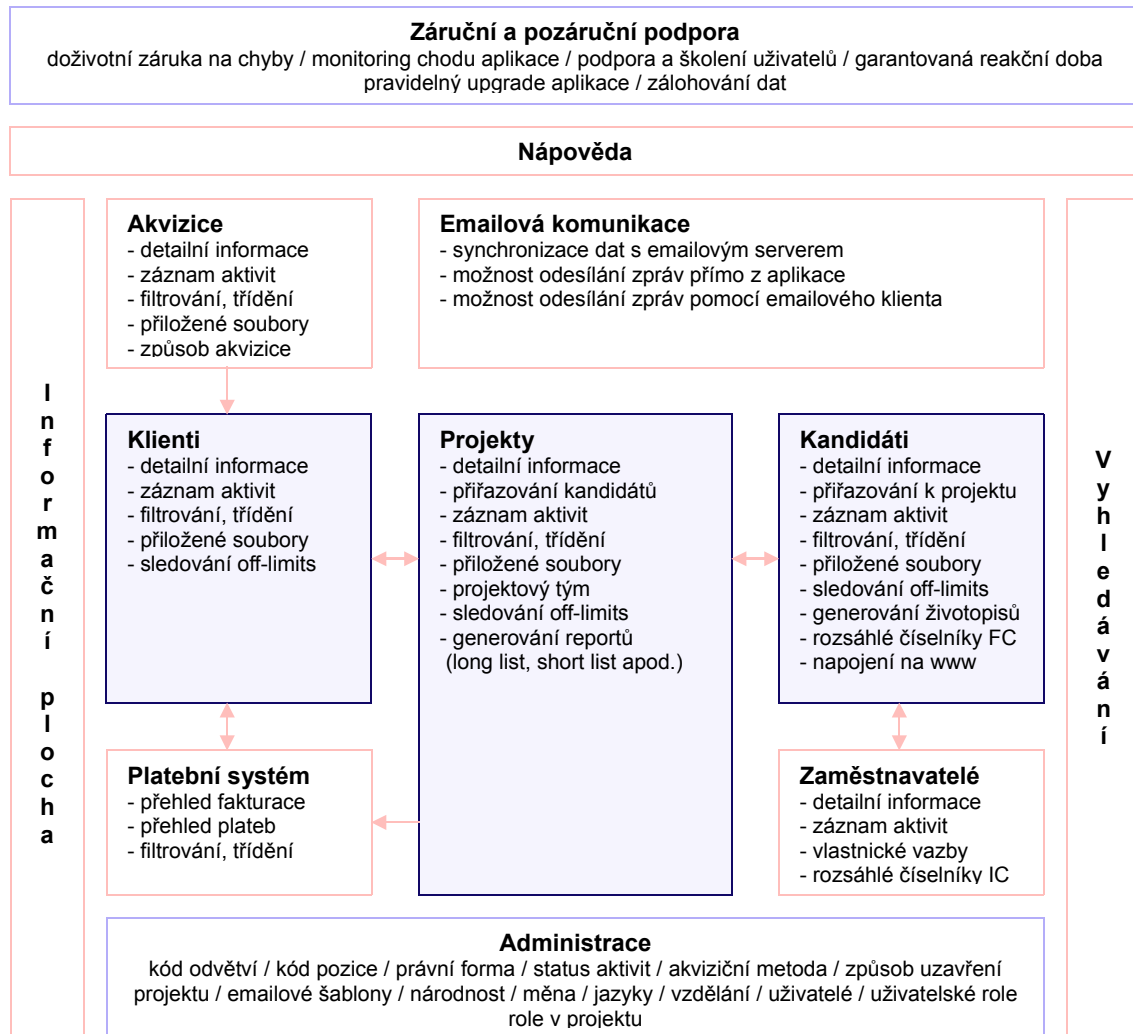 Záruční a pozáruční podpora
doživotní záruka na chyby / monitoring chodu aplikace / podpora a školení uživatelů / garantovaná reakční doba
pravidelný upgrade aplikace / zálohování dat
Nápověda
Informační plocha
Akvizice
- detailní informace
- záznam aktivit
- filtrování, třídění
- přiložené soubory
- způsob akvizice
Emailová komunikace
- synchronizace dat s emailovým serverem
- možnost odesílání zpráv přímo z aplikace
- možnost odesílání zpráv pomocí emailového klienta
Klienti
- detailní informace
- záznam aktivit
- filtrování, třídění
- přiložené soubory
- sledování off-limits
Projekty
- detailní informace
- přiřazování kandidátů
- záznam aktivit
- filtrování, třídění
- přiložené soubory
- projektový tým
- sledování off-limits
- generování reportů
(long list, short list apod.)
Kandidáti
- detailní informace
- přiřazování k projektu
- záznam aktivit
- filtrování, třídění
- přiložené soubory
- sledování off-limits
- generování životopisů
- rozsáhlé číselníky FC
- napojení na www
Vyhledávání
Platební systém
- přehled fakturace
- přehled plateb
- filtrování, třídění
Zaměstnavatelé
- detailní informace
- záznam aktivit
- vlastnické vazby
- rozsáhlé číselníky IC
Administrace
kód odvětví / kód pozice / právní forma / status aktivit / akviziční metoda / způsob uzavření
projektu / emailové šablony / národnost / měna / jazyky / vzdělání / uživatelé / uživatelské role
role v projektu